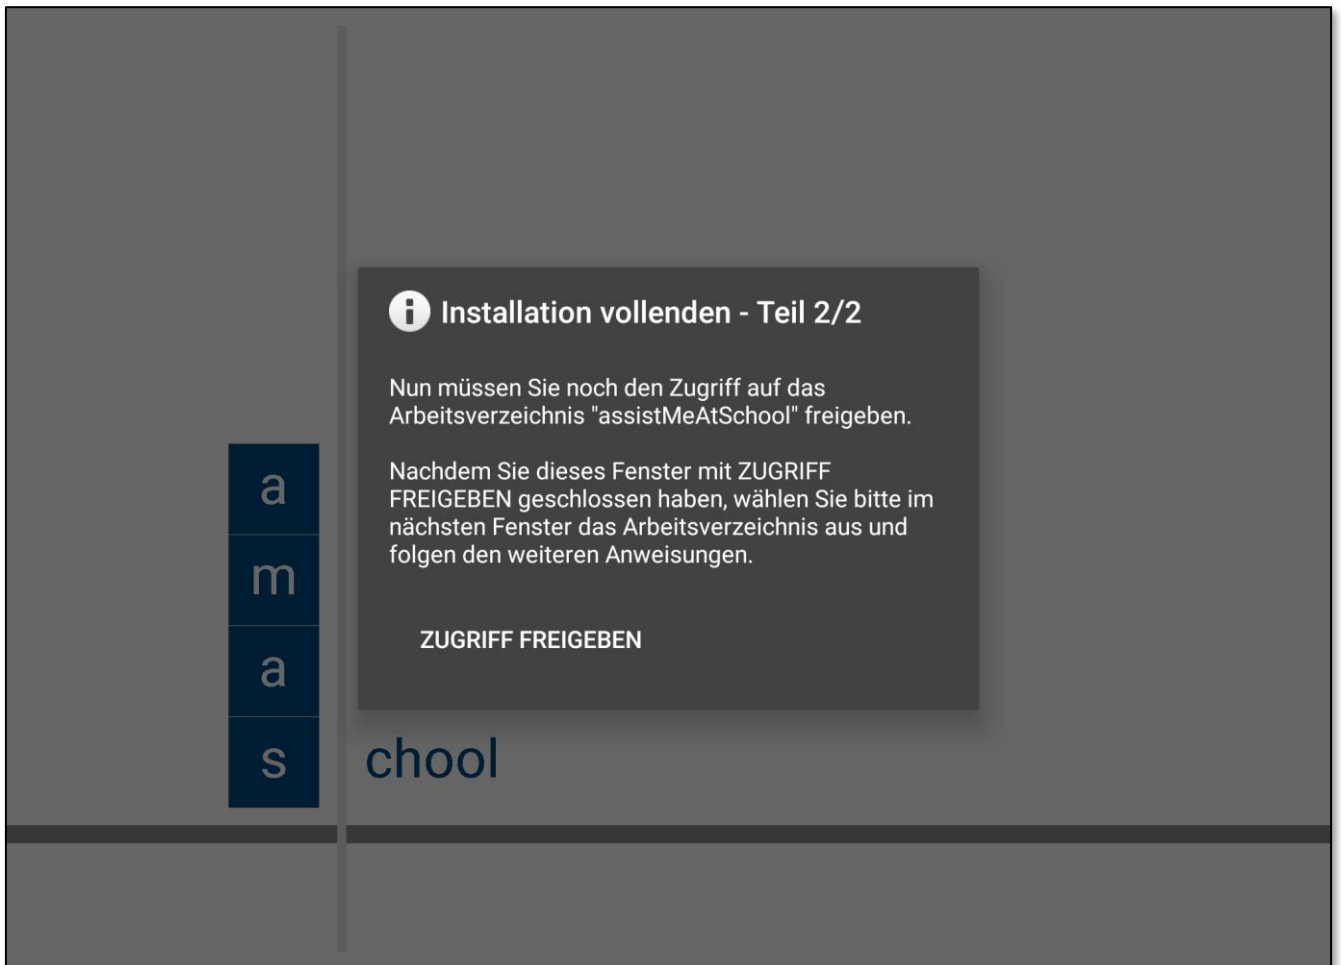 Installation vollenden - Teil 2/2
Nun müssen Sie noch den Zugriff auf das
Arbeitsverzeichnis "assistMeAtSchool" freigeben.
Nachdem Sie dieses Fenster mit ZUGRIFF
FREIGEBEN geschlossen haben, wählen Sie bitte im
nächsten Fenster das Arbeitsverzeichnis aus und
folgen den weiteren Anweisungen.
ZUGRIFF FREIGEBEN
a
m
a
s chool